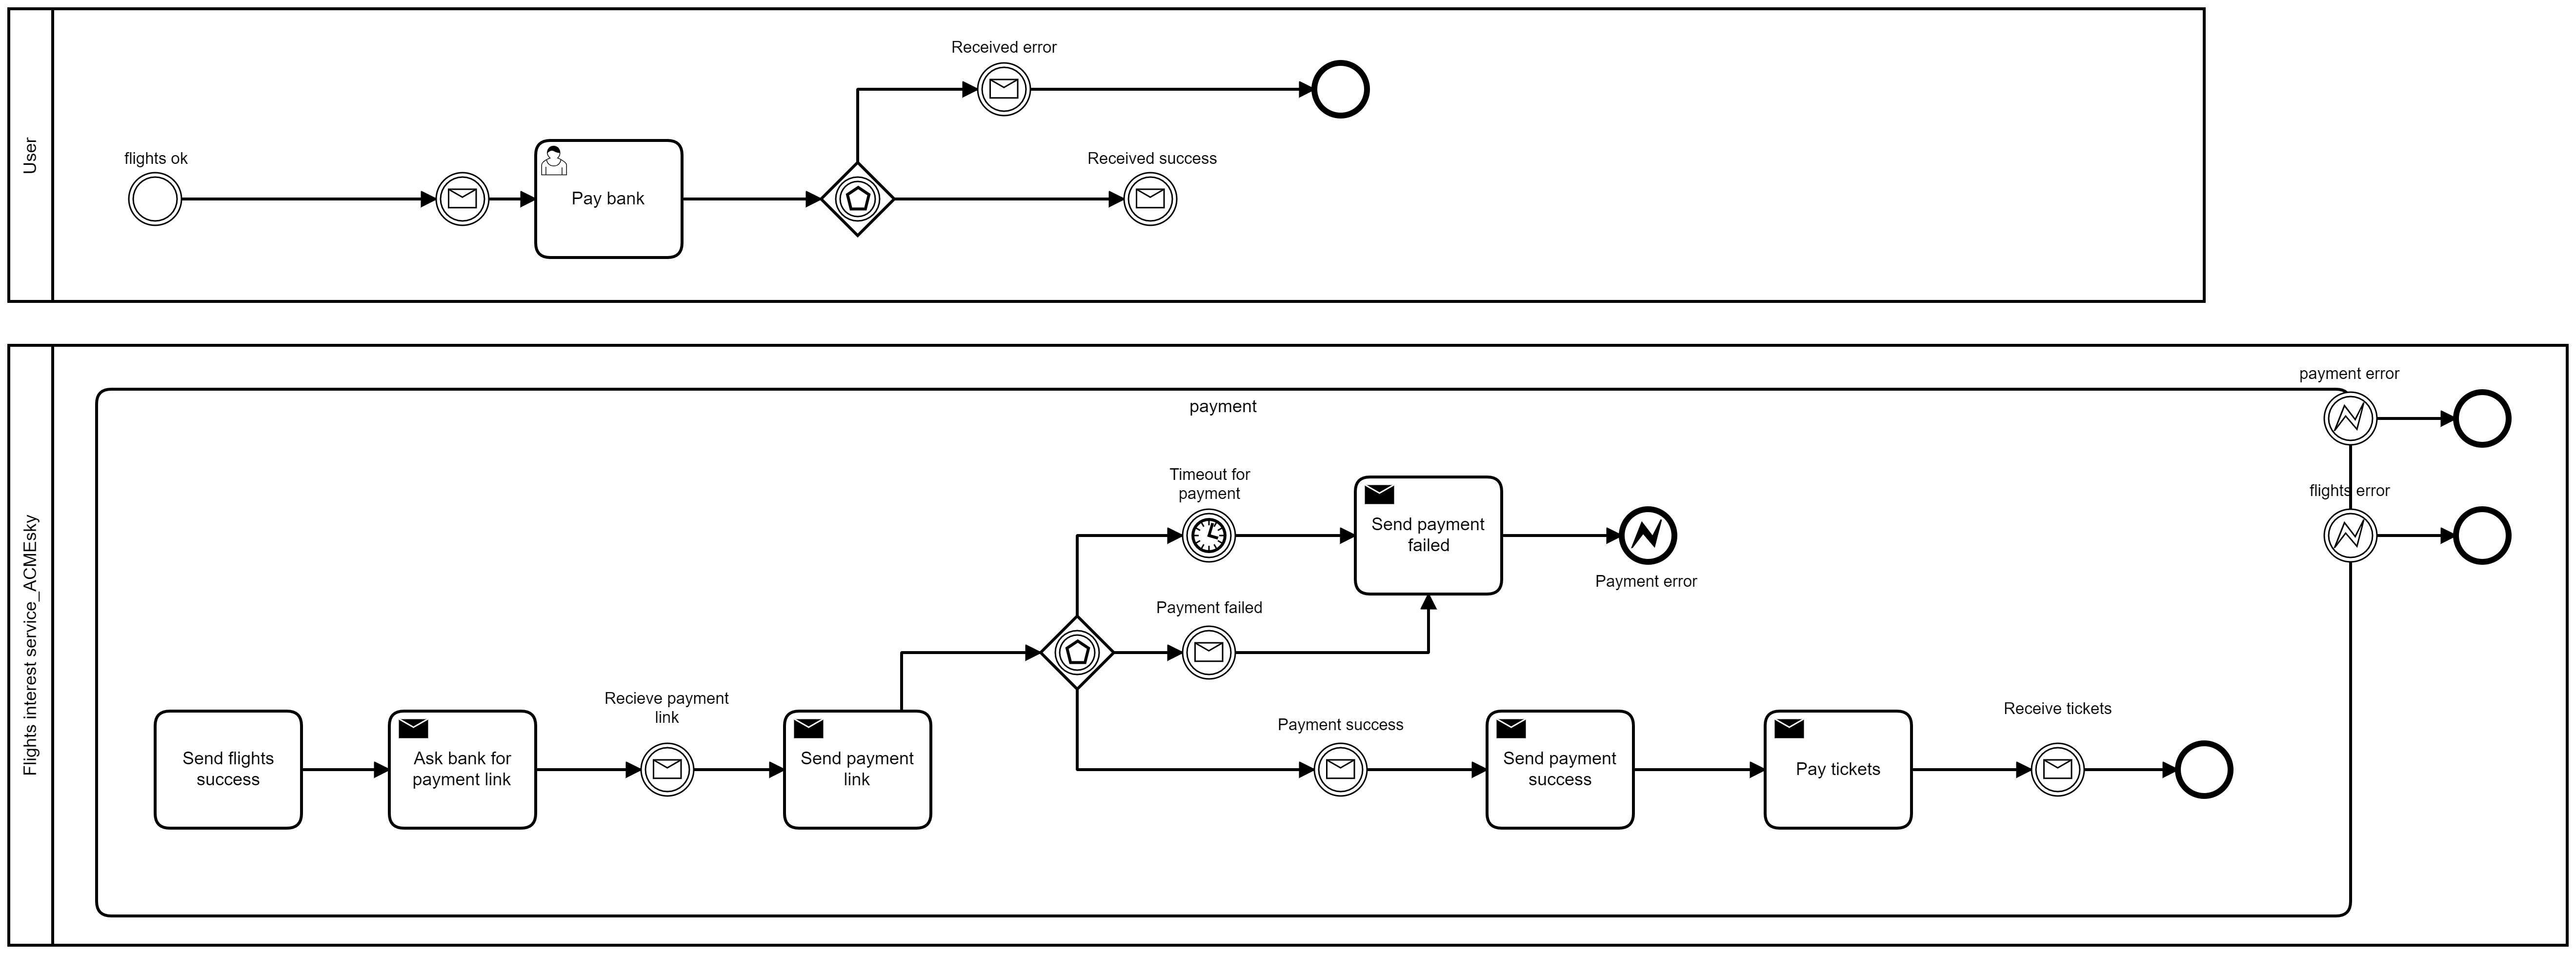 User
flights ok
Pay bank
Received error
Received success
Flights interest service_ACMEsky
payment
Send flights
success
Ask bank for
payment link
Recieve payment
link
Send payment
link
Timeout for
payment
Payment failed
Payment success
Send payment
failed
Payment error
Send payment
success
Pay tickets
Receive tickets
payment error
flights error